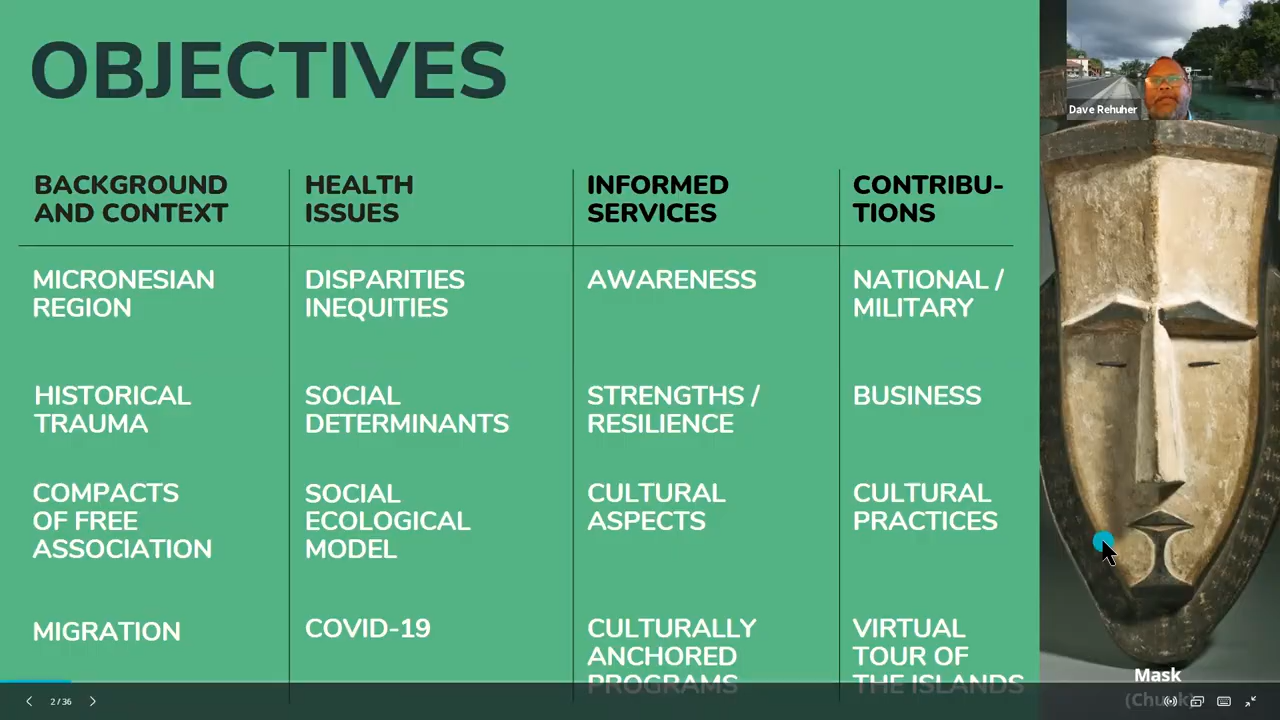 OBJECTIVES
Dave Rehuher
BACKGROUND
AND CONTEXT
HEALTH
ISSUES
INFORMED
SERVICES
CONTRIBU-
TIONS
MICRONESIAN
REGION
DISPARITIES
INEQUITIES
AWARENESS
NATIONAL /
MILITARY
HISTORICAL
TRAUMA
SOCIAL
DETERMINANTS
STRENGTHS /
RESILIENCE
BUSINESS
COMPACTS
OF FREE
ASSOCIATION
SOCIAL
ECOLOGICAL
MODEL
CULTURAL
ASPECTS
CULTURAL
PRACTICES
MIGRATION
COVID-19
CULTURALLY
ANCHORED
PROGRAMS
VIRTUAL
TOUR OF
THE ISLANDS
Mask
(Chuuk)
2 / 36